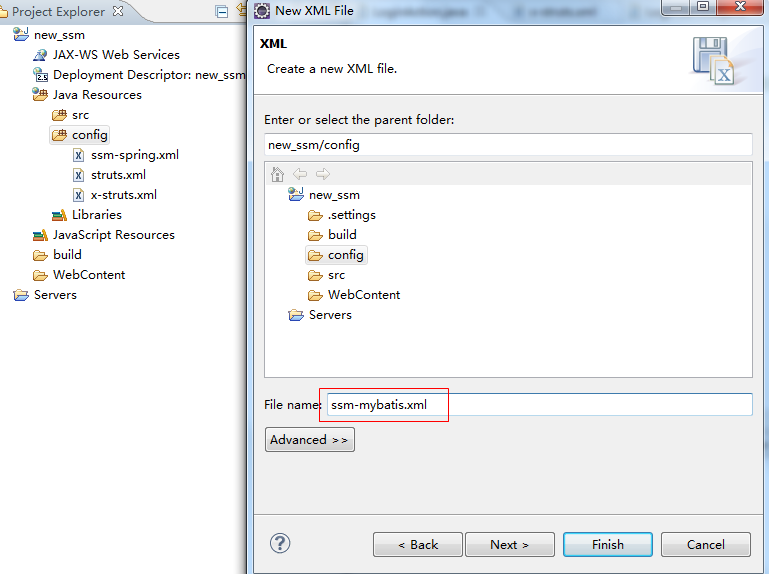 Project Explorer
new_ssm
JAX-WS Web Services
Deployment Descriptor: new_ssm
Java Resources
src
config
ssm-spring.xml
struts.xml
x-struts.xml
Libraries
JavaScript Resources
build
WebContent
Servers
New XML File
XML
Create a new XML file.
Enter or select the parent folder:
new_ssm/config
new_ssm
.settings
build
config
src
WebContent
Servers
File name: ssm-mybatis.xml
Advanced >>
< Back Next > Finish Cancel